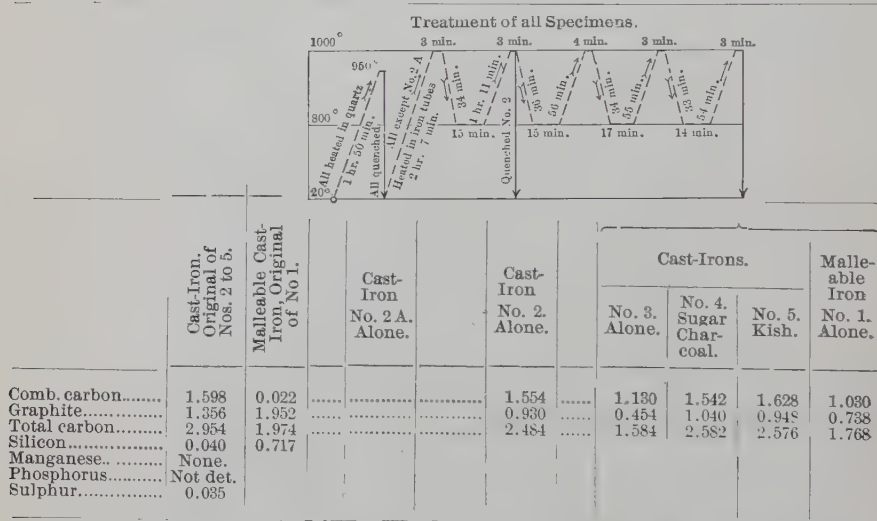 Treatment of all Specimens.
1000° 3 min. 3 min. 4 min. 3 min. 3 min.
950°
All heated in quartz
1 hr. 50 min.
All quenched.
All except No. 2 A
Heated in iron tubes
2 hr. 7 min.
34 min.
1 hr. 11 min.
Quenched No. 2
36 min.
56 min.
34 min.
55 min.
33 min.
54 min.
800° 15 min. 15 min. 17 min. 14 min.
20°
Cast-Iron.
Original of
Nos. 2 to 5.
Malleable Cast-
Iron, Original
of No 1.
Cast-
Iron
No. 2 A.
Alone.
Cast-
Iron
No. 2.
Alone.
Cast-Irons.
No. 3.
Alone.
No. 4.
Sugar
Char-
coal.
No. 5.
Kish.
Malle-
able
Iron
No. 1.
Alone.
Comb. carbon........ 1.598 0.022 ...... ................ ............ 1.554 ...... 1.130 1.542 1.628 1.030
Graphite.............. 1.356 1.952 ...... ................ ............ 0.930 ...... 0.454 1.040 0.948 0.738
Total carbon......... 2.954 1.974 ...... ................ ............ 2.484 ...... 1.584 2.582 2.576 1.768
Silicon................ 0.040 0.717
Manganese.. ......... None.
Phosphorus.......... Not det.
Sulphur............... 0.035